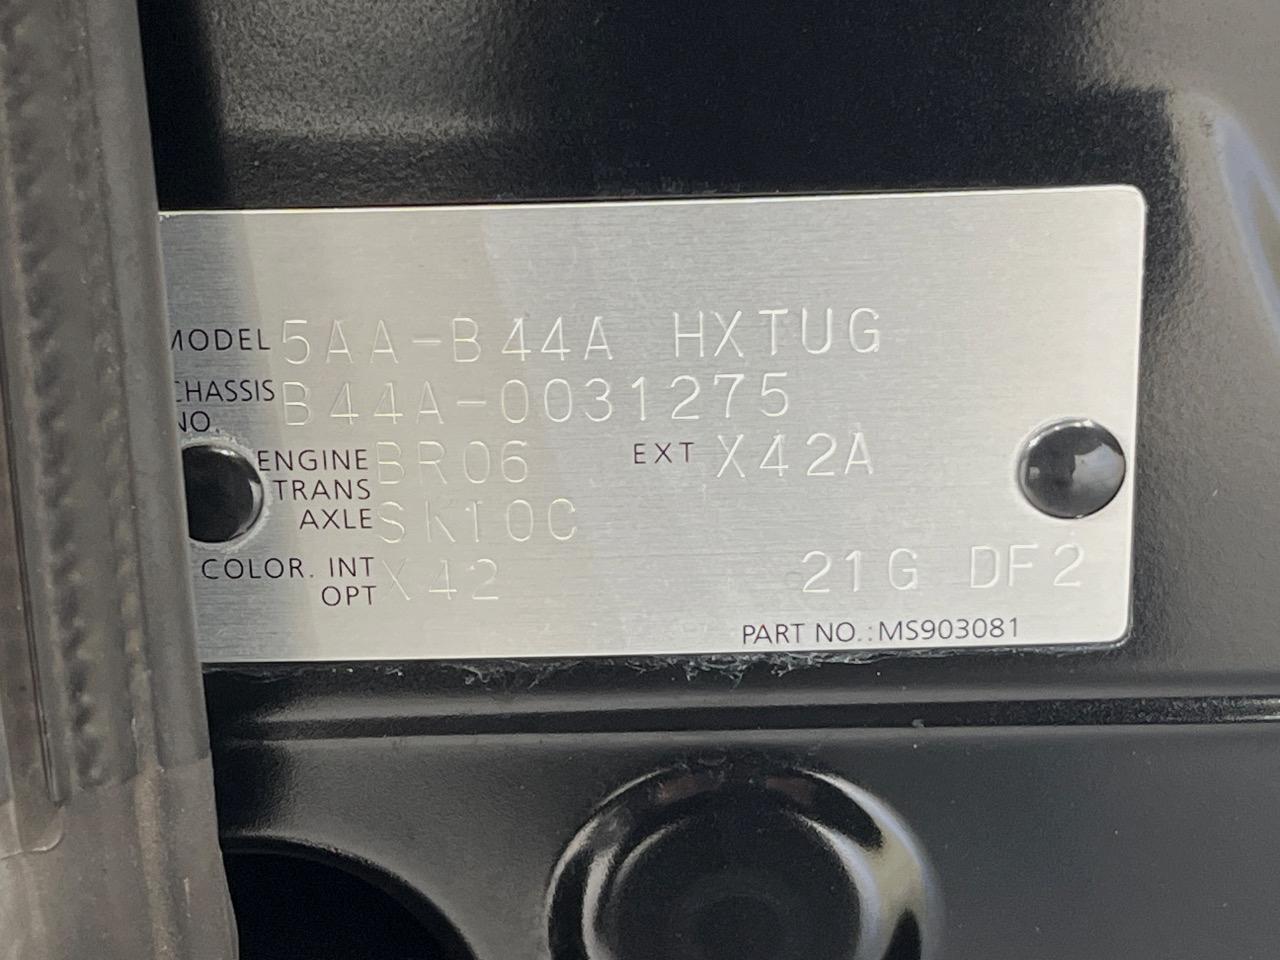 MODEL 5AA-B44A HXTUG
CHASSIS NO. B44A-0031275
ENGINE BR06 EXT X42A
TRANS AXLE SK10C
COLOR. INT OPT X42 21G DF2
PART NO.:MS903081